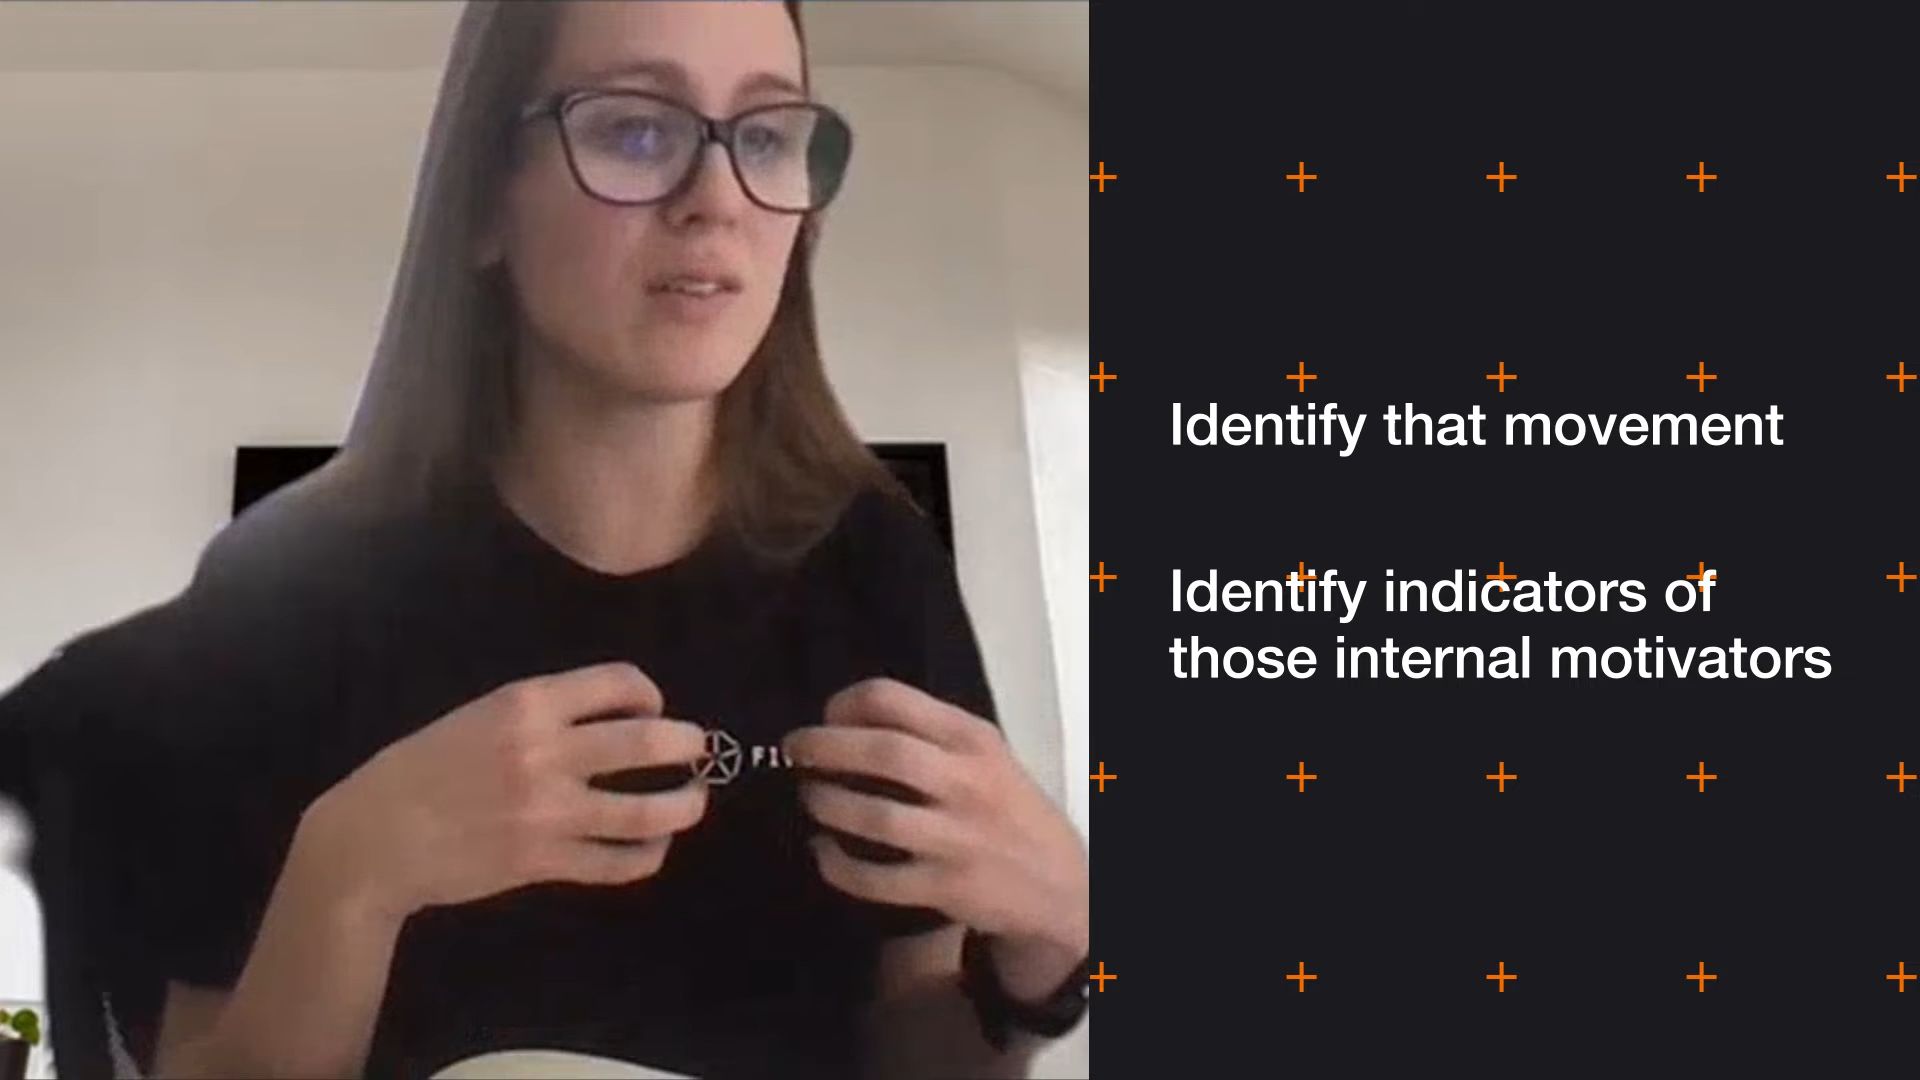 Identify that movement
Identify indicators of
those internal motivators